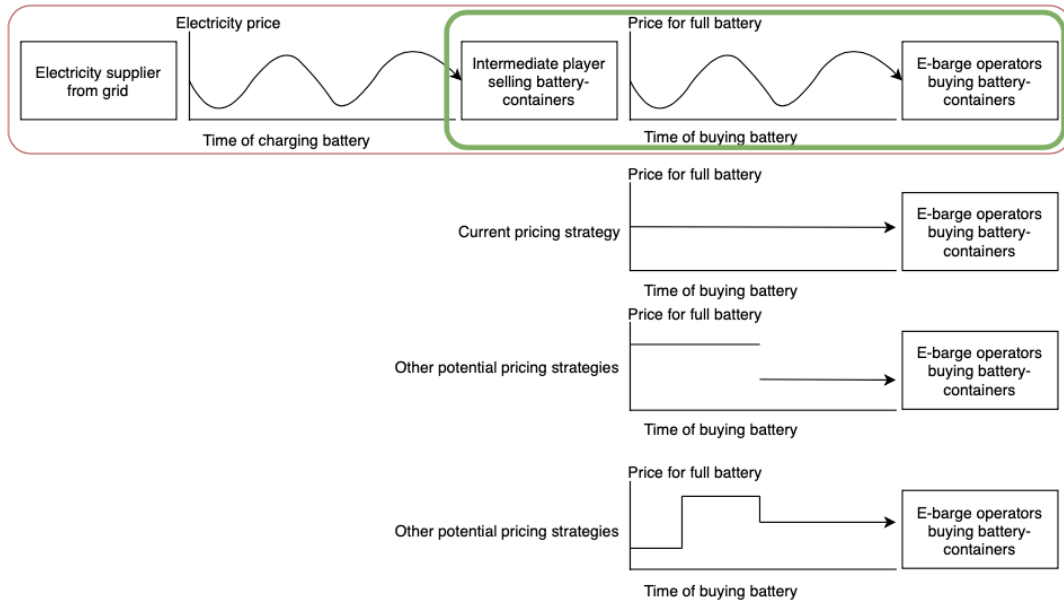 Electricity price
Price for full battery
Electricity supplier
from grid
Intermediate player
selling battery-
containers
E-barge operators
buying battery-
containers
Time of charging battery
Time of buying battery
Price for full battery
Current pricing strategy
E-barge operators
buying battery-
containers
Time of buying battery
Price for full battery
Other potential pricing strategies
E-barge operators
buying battery-
containers
Time of buying battery
Price for full battery
Other potential pricing strategies
E-barge operators
buying battery-
containers
Time of buying battery